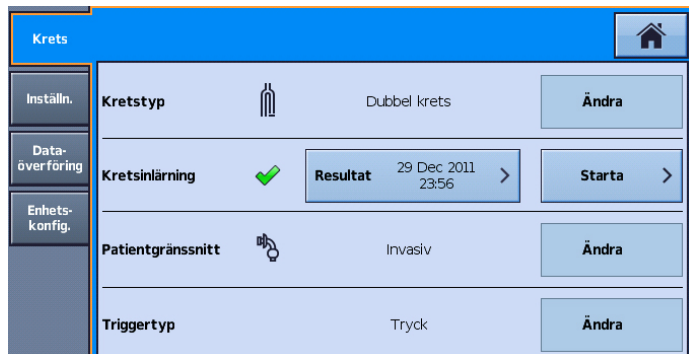 Krets
Inställn.
Data-
överföring
Enhets-
konfig.
Kretstyp
Dubbel krets
Ändra
Kretsinlärning
Resultat
29 Dec 2011
23:56
Starta
Patientgränssnitt
Invasiv
Ändra
Triggertyp
Tryck
Ändra